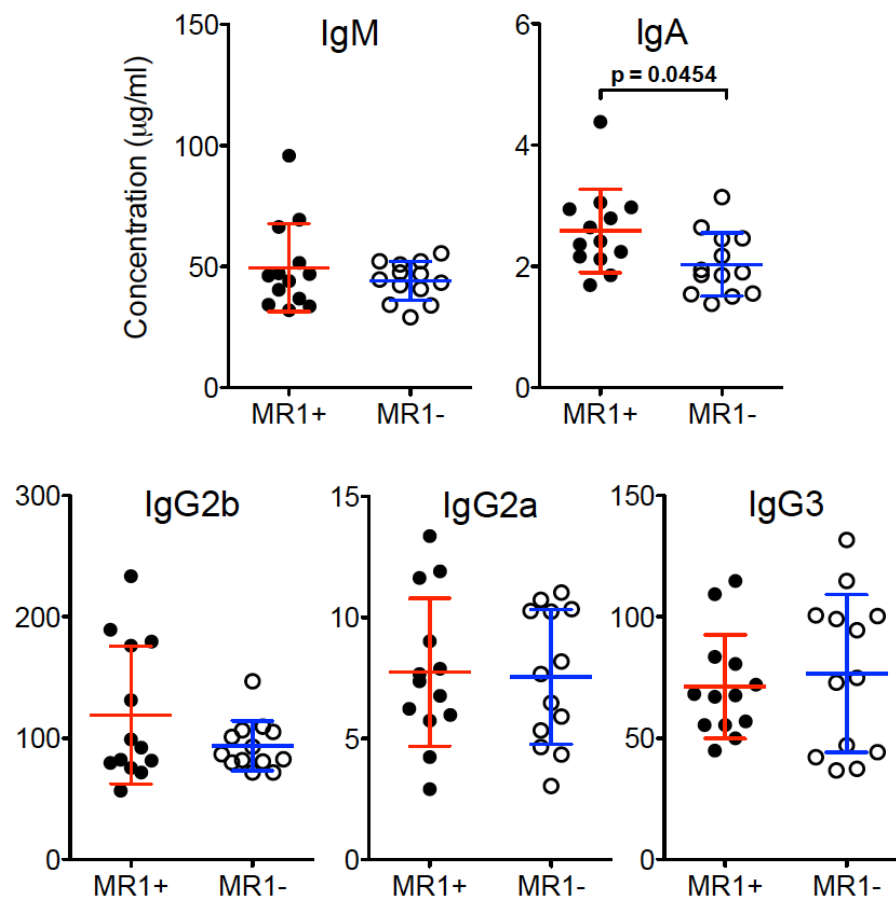 IgM
IgA
Concentration (µg/ml)
150
100
50
0
MR1+
MR1-
6
4
2
0
p = 0.0454
MR1+
MR1-
IgG2b
IgG2a
IgG3
300
200
100
0
MR1+
MR1-
15
10
5
0
MR1+
MR1-
150
100
50
0
MR1+
MR1-